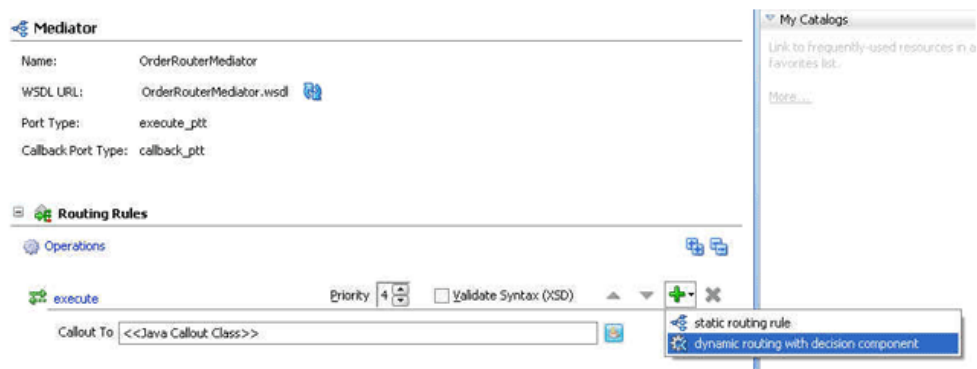 Mediator
Name: OrderRouterMediator
WSDL URL: OrderRouterMediator.wsdl
Port Type: execute_ptt
Callback Port Type: callback_ptt
Routing Rules
Operations
execute Priority 4 Validate Syntax (XSD)
Callout To <<Java Callout Class>>
static routing rule
dynamic routing with decision component
My Catalogs
Link to frequently-used resources in a
favorites list.
More...